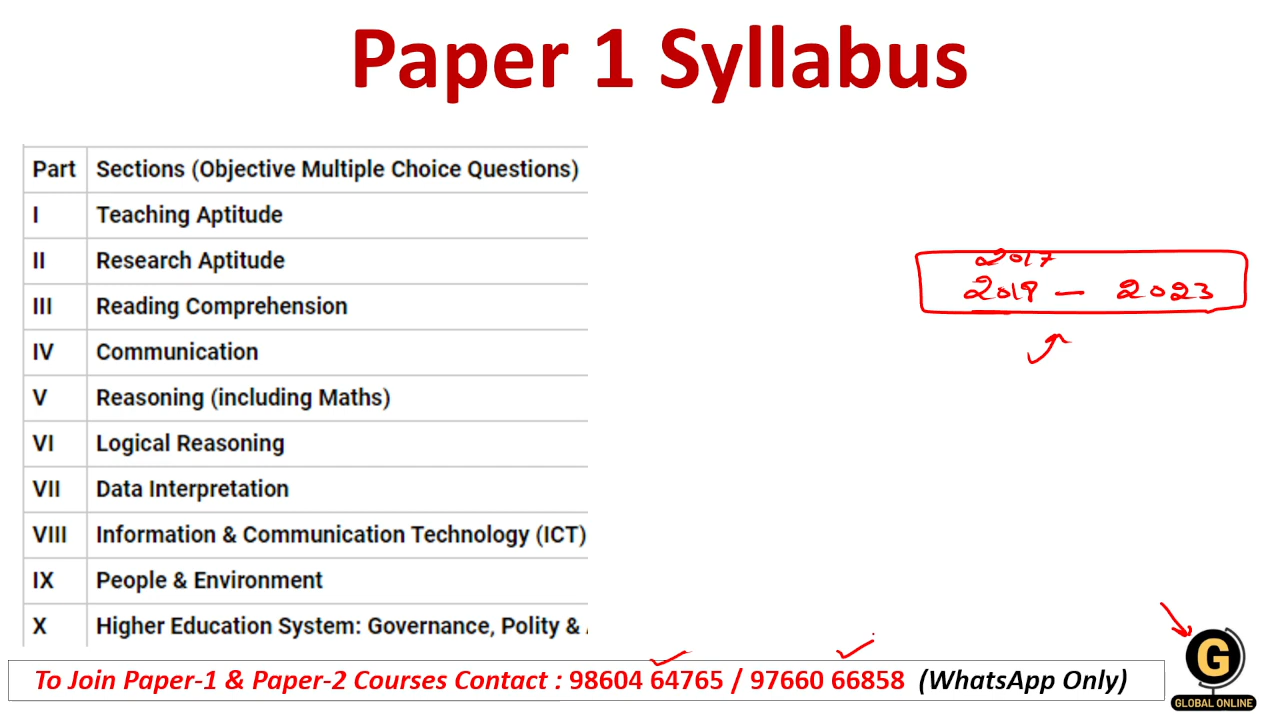 Paper 1 Syllabus
Part Sections (Objective Multiple Choice Questions)
I Teaching Aptitude
II Research Aptitude
III Reading Comprehension
IV Communication
V Reasoning (including Maths)
VI Logical Reasoning
VII Data Interpretation
VIII Information & Communication Technology (ICT)
IX People & Environment
X Higher Education System: Governance, Polity &
2017
2019 — 2023
To Join Paper-1 & Paper-2 Courses Contact : 98604 64765 / 97660 66858 (WhatsApp Only)
G
GLOBAL ONLINE